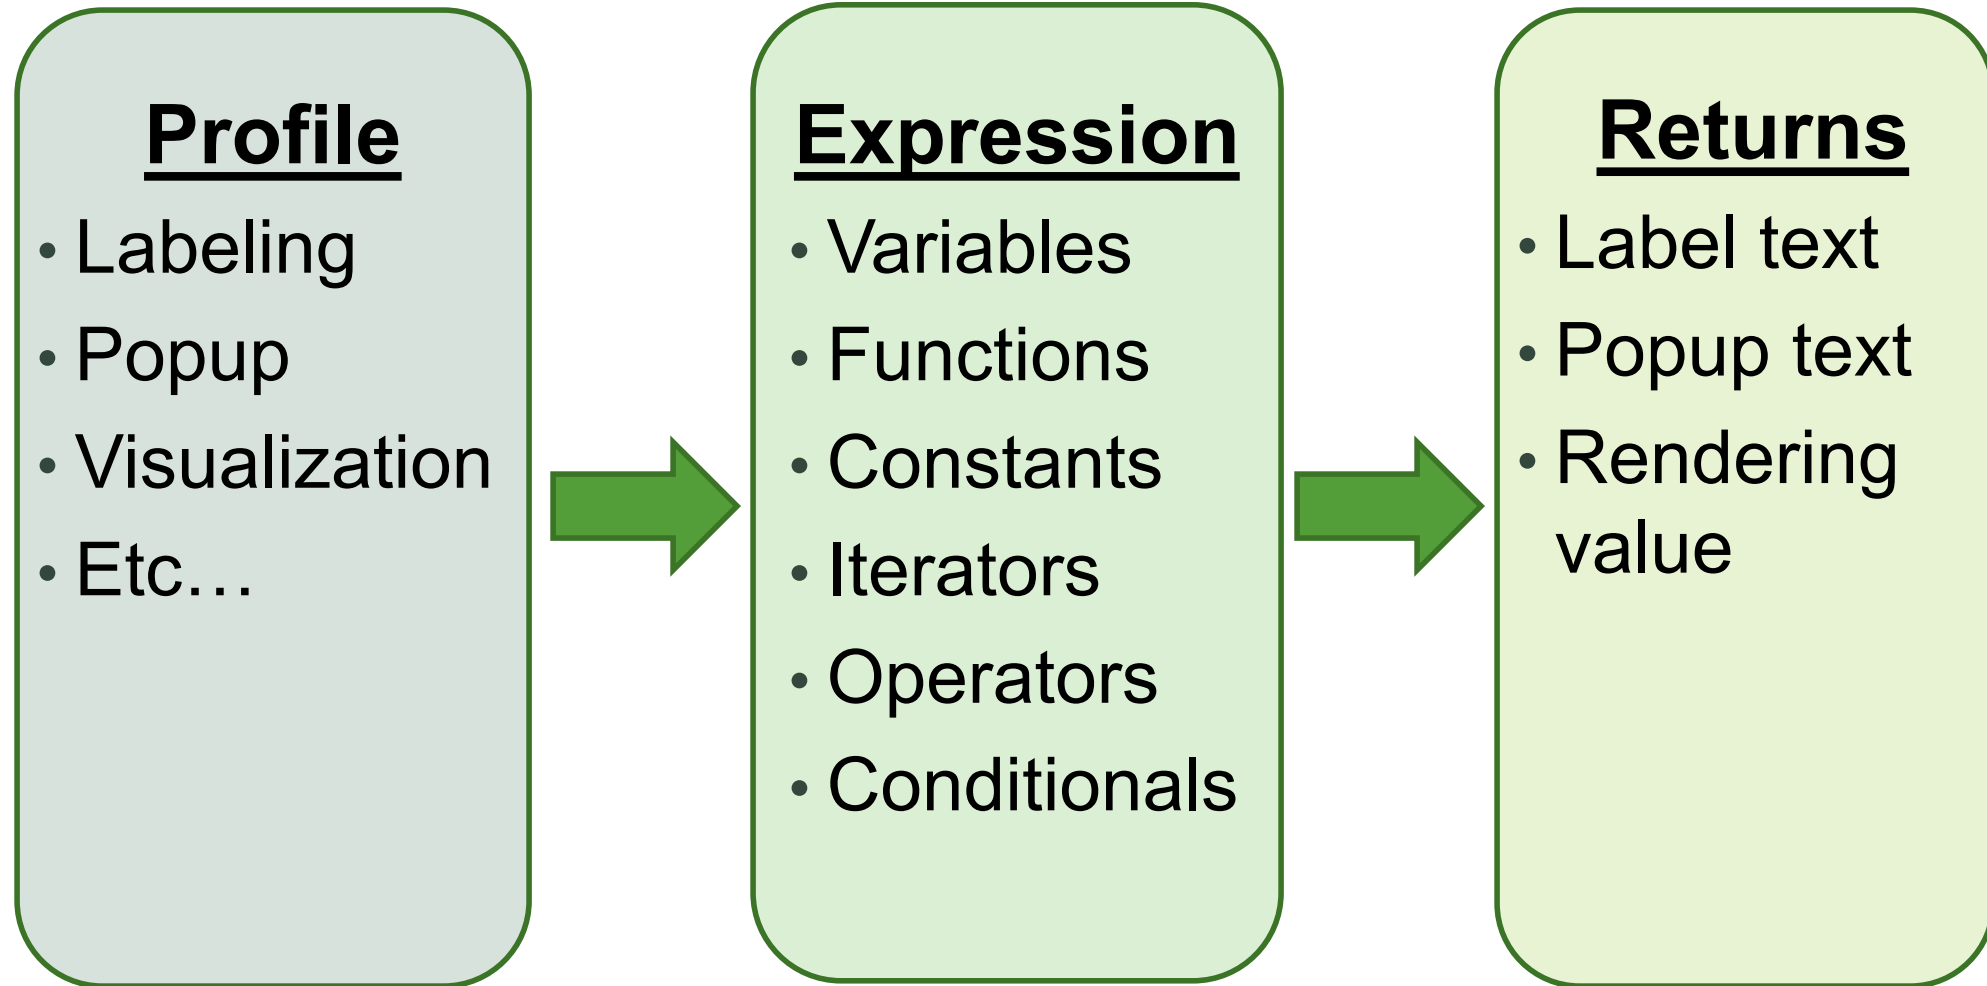 Profile
• Labeling
• Popup
• Visualization
• Etc…
Expression
• Variables
• Functions
• Constants
• Iterators
• Operators
• Conditionals
Returns
• Label text
• Popup text
• Rendering
value